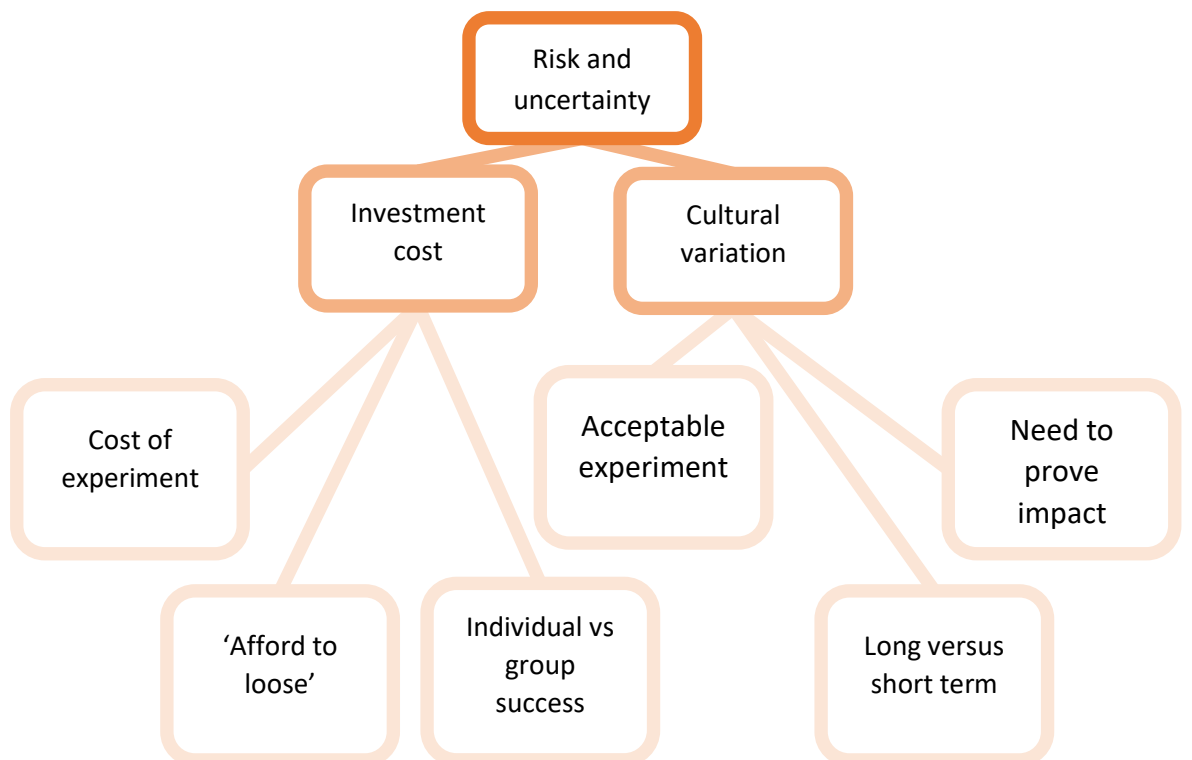 Risk and
uncertainty
Investment
cost
Cultural
variation
Cost of
experiment
‘Afford to
loose’
Individual vs
group
success
Acceptable
experiment
Long versus
short term
Need to
prove
impact